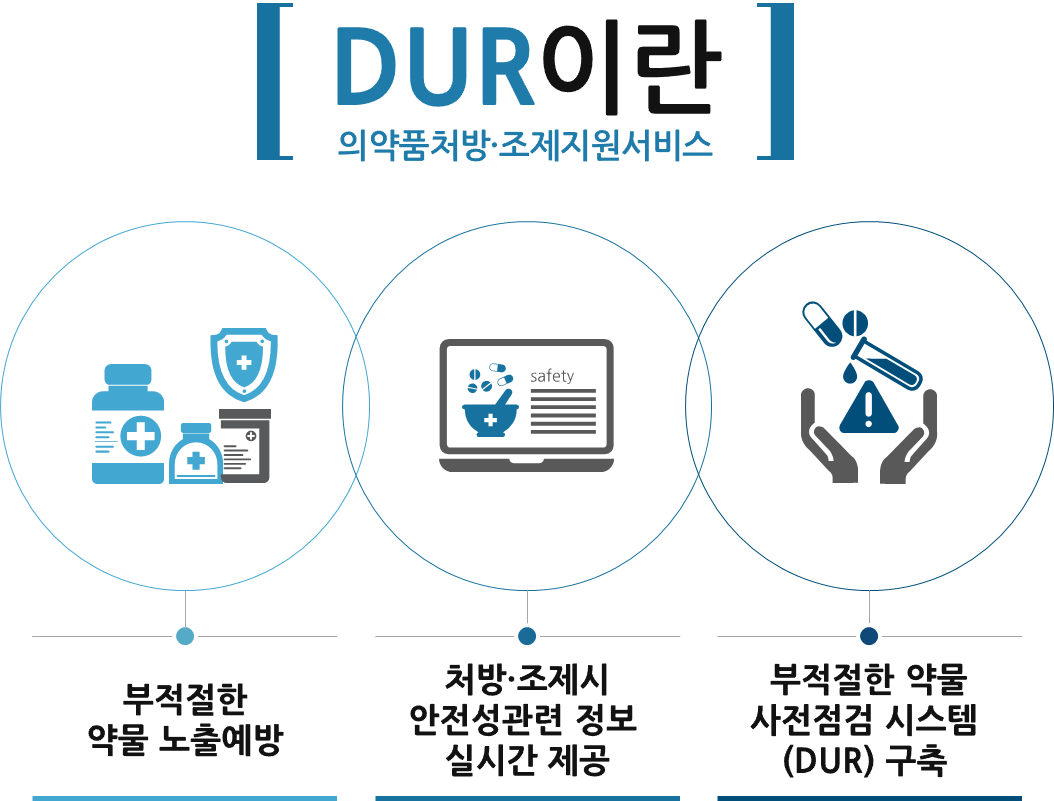 DUR이란
의약품처방·조제지원서비스
safety
부적절한
약물 노출예방
처방·조제시
안전성관련 정보
실시간 제공
부적절한 약물
사전점검 시스템
(DUR) 구축